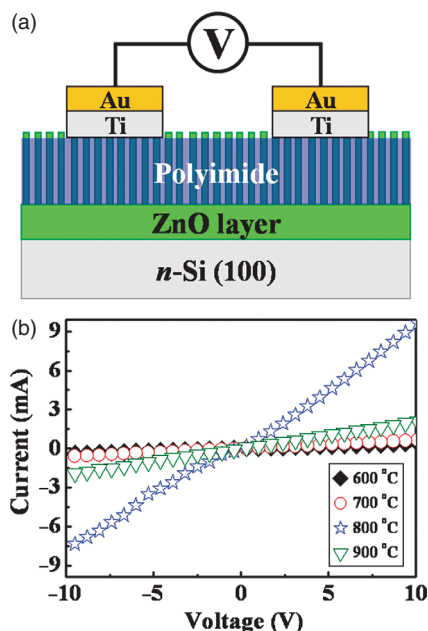 (a)
V
Au Au
Ti Ti
Polyimide
ZnO layer
n-Si (100)
(b)
9
6
3
0
-3
-6
-9
Current (mA)
600 °C
700 °C
800 °C
900 °C
-10 -5 0 5 10
Voltage (V)